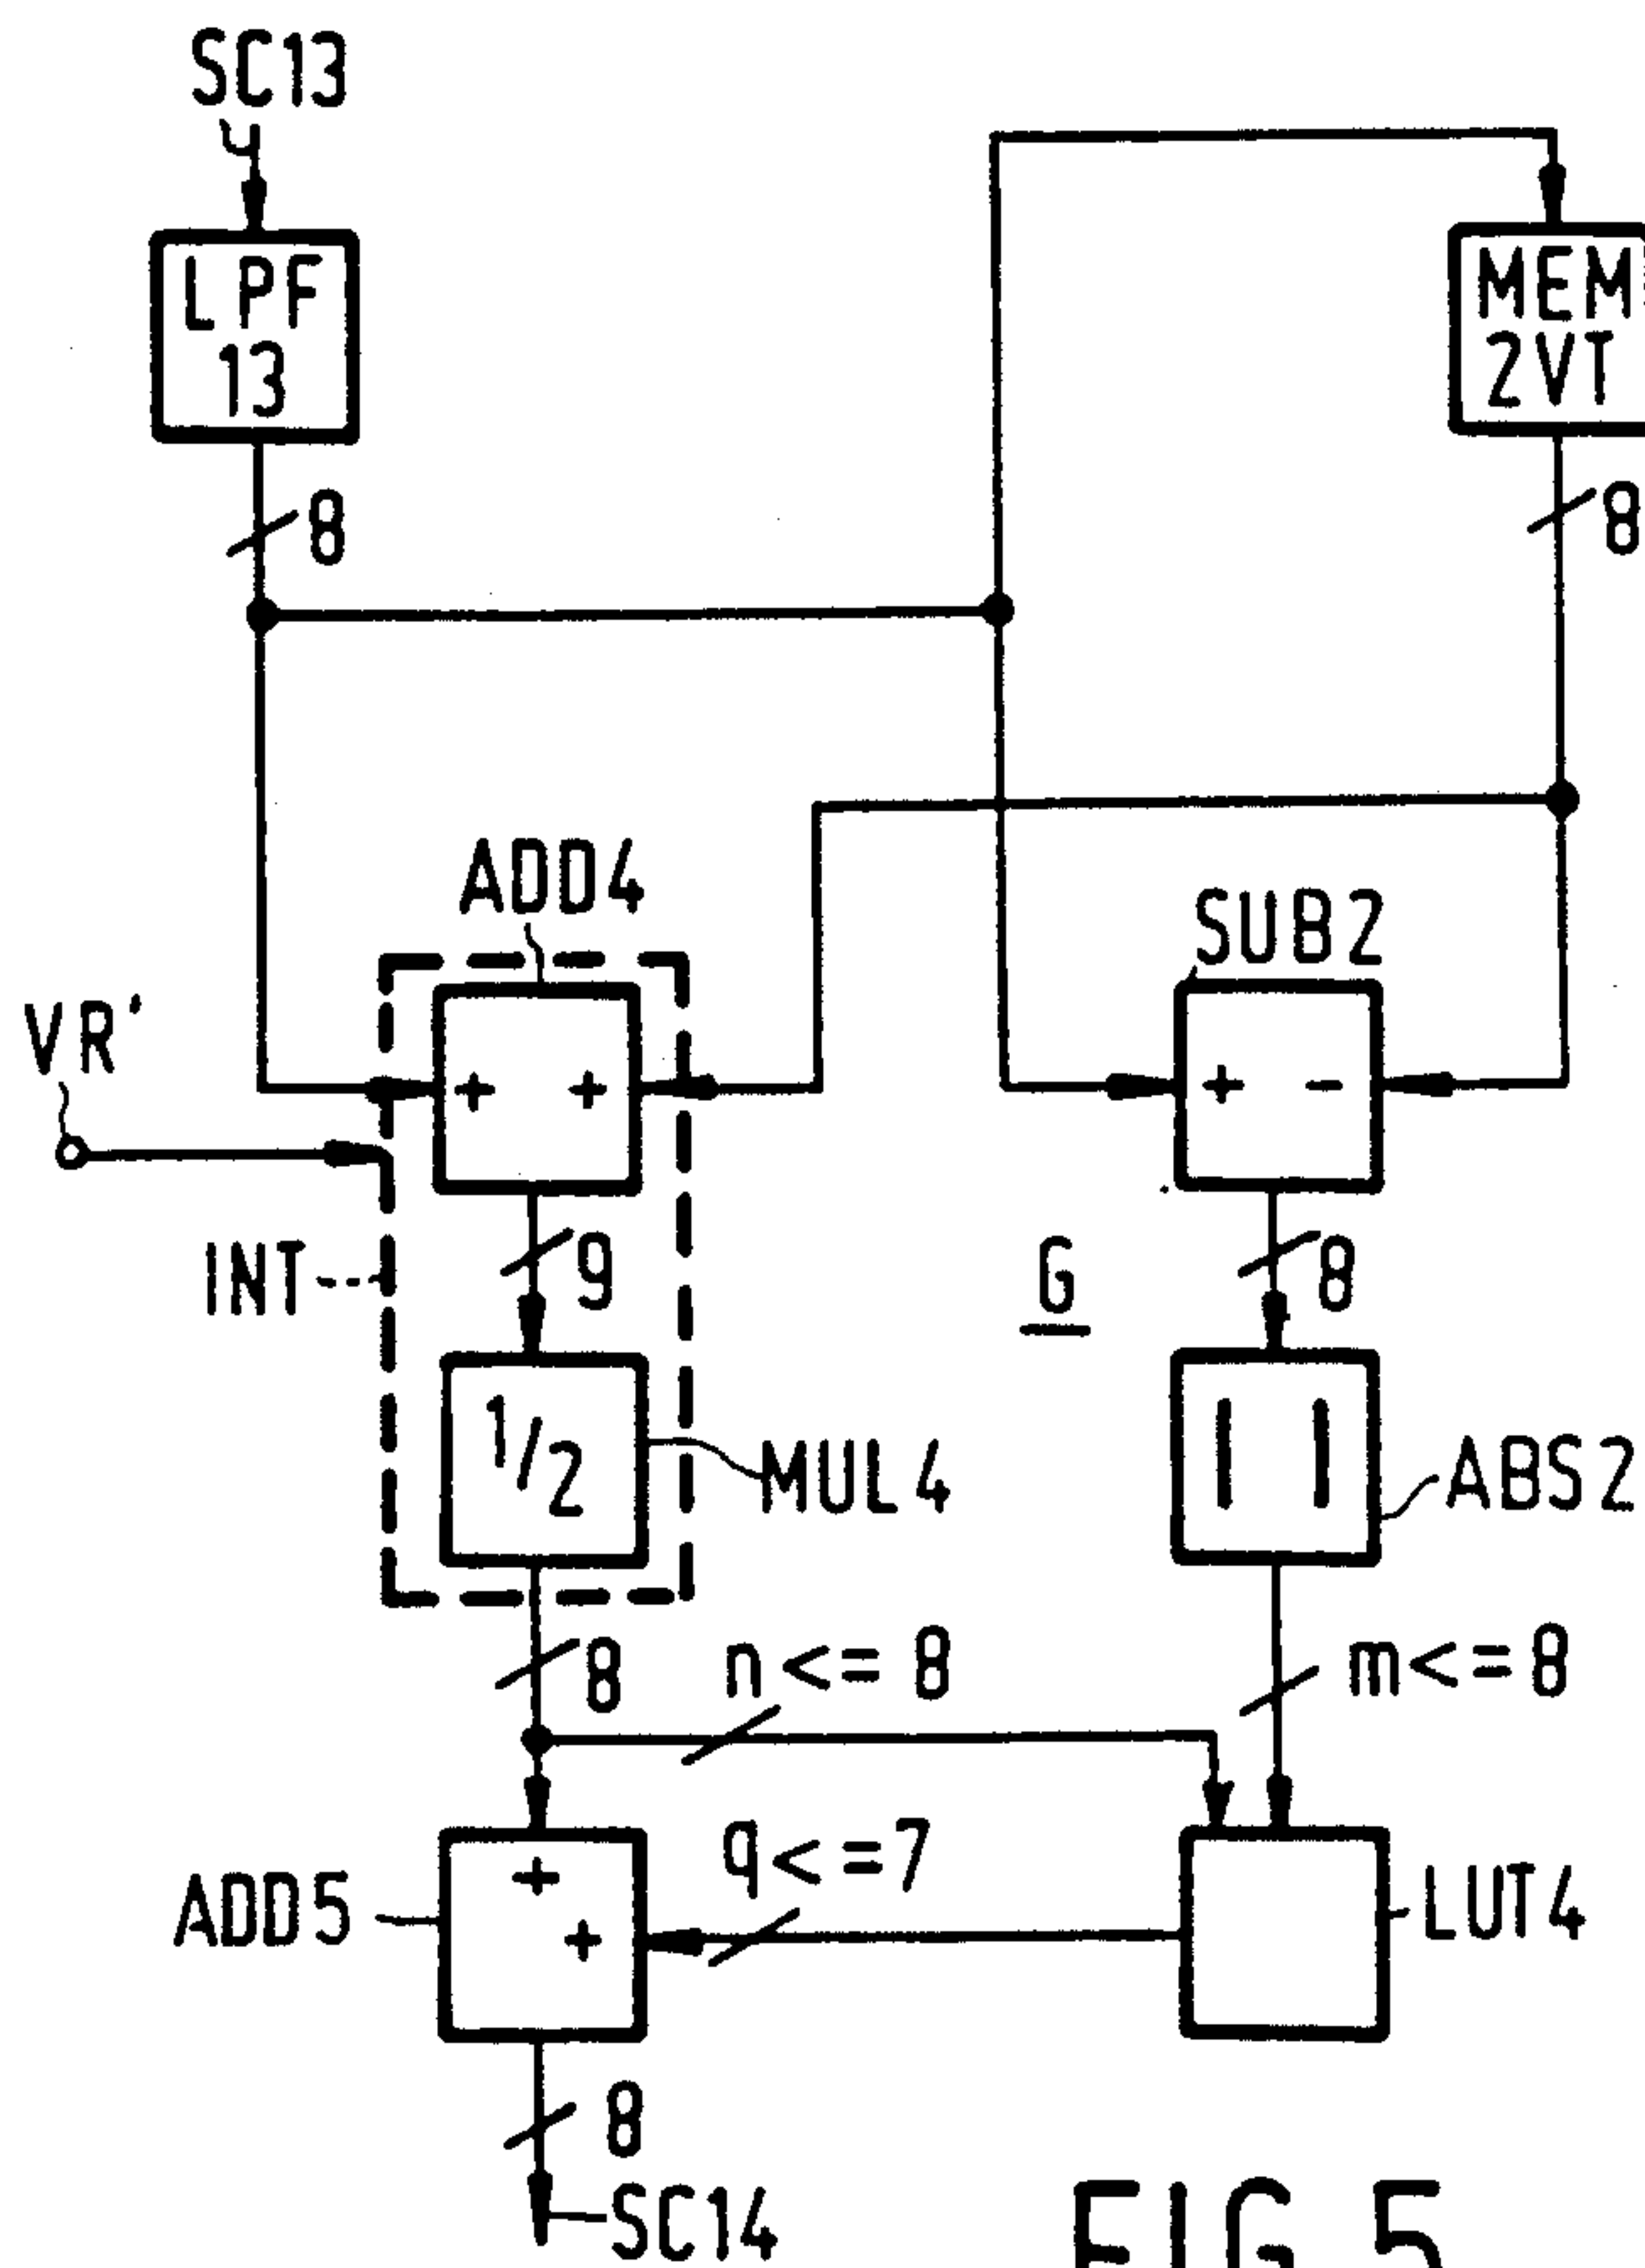 SC13
LPF
13
MEM
2VT
8
8
ADD4
SUB2
VR'
+ +
+ -
9
8
INT
G
1/2
MUL4
| |
ABS2
8
n<=8
m<=8
q<=7
ADD5
+
+
LUT4
8
SC14
FIG 5